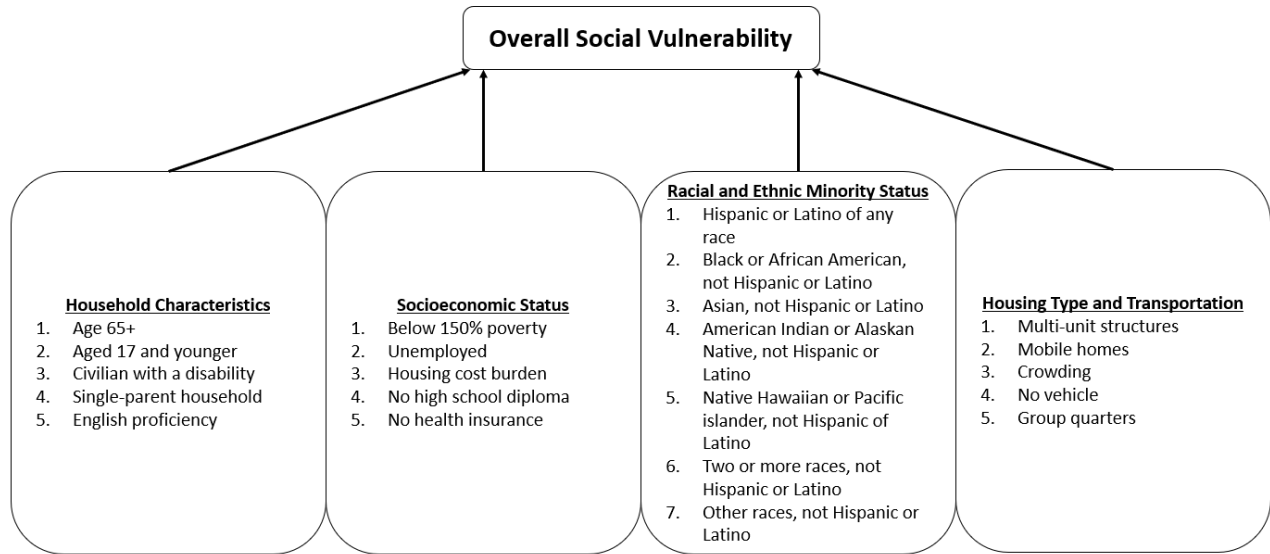 Overall Social Vulnerability
Household Characteristics
1. Age 65+
2. Aged 17 and younger
3. Civilian with a disability
4. Single-parent household
5. English proficiency
Socioeconomic Status
1. Below 150% poverty
2. Unemployed
3. Housing cost burden
4. No high school diploma
5. No health insurance
Racial and Ethnic Minority Status
1. Hispanic or Latino of any
race
2. Black or African American,
not Hispanic or Latino
3. Asian, not Hispanic or Latino
4. American Indian or Alaskan
Native, not Hispanic or
Latino
5. Native Hawaiian or Pacific
islander, not Hispanic of
Latino
6. Two or more races, not
Hispanic or Latino
7. Other races, not Hispanic or
Latino
Housing Type and Transportation
1. Multi-unit structures
2. Mobile homes
3. Crowding
4. No vehicle
5. Group quarters